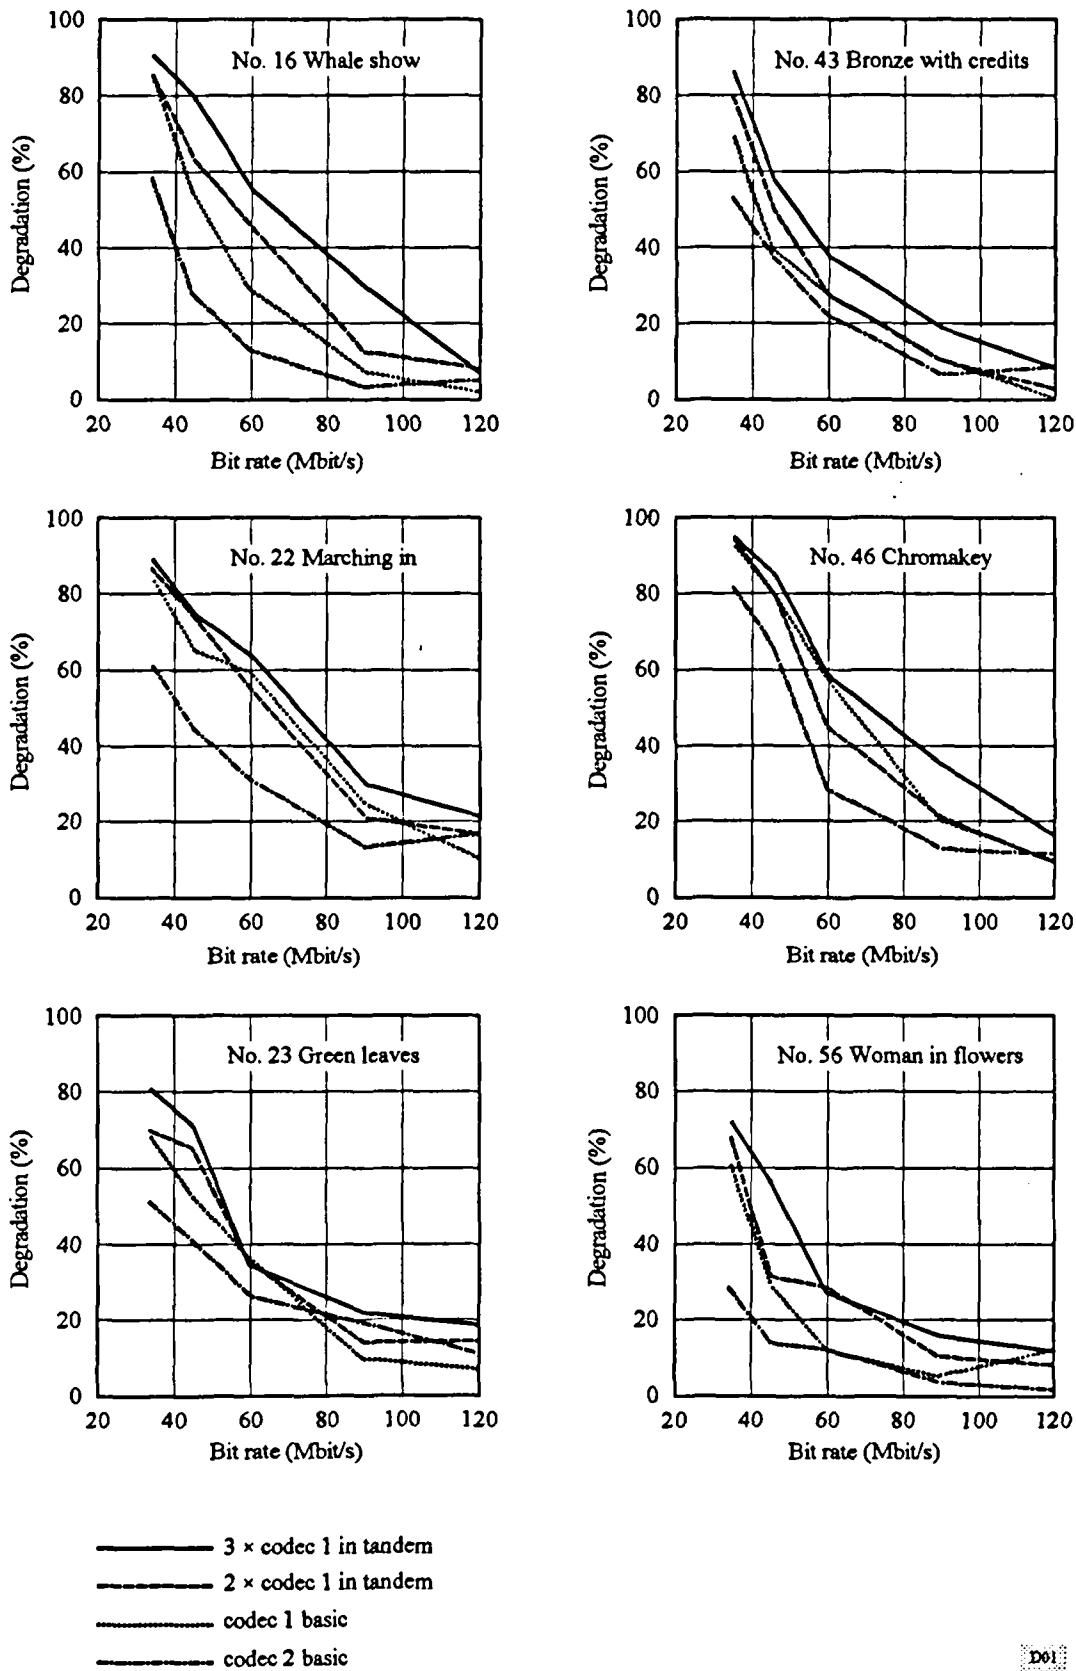 100
80
60
40
20
0
Degradation (%)
No. 16 Whale show
20 40 60 80 100 120
Bit rate (Mbit/s)
100
80
60
40
20
0
Degradation (%)
No. 43 Bronze with credits
20 40 60 80 100 120
Bit rate (Mbit/s)
100
80
60
40
20
0
Degradation (%)
No. 22 Marching in
20 40 60 80 100 120
Bit rate (Mbit/s)
100
80
60
40
20
0
Degradation (%)
No. 46 Chromakey
20 40 60 80 100 120
Bit rate (Mbit/s)
100
80
60
40
20
0
Degradation (%)
No. 23 Green leaves
20 40 60 80 100 120
Bit rate (Mbit/s)
100
80
60
40
20
0
Degradation (%)
No. 56 Woman in flowers
20 40 60 80 100 120
Bit rate (Mbit/s)
3 × codec 1 in tandem
2 × codec 1 in tandem
codec 1 basic
codec 2 basic
D01